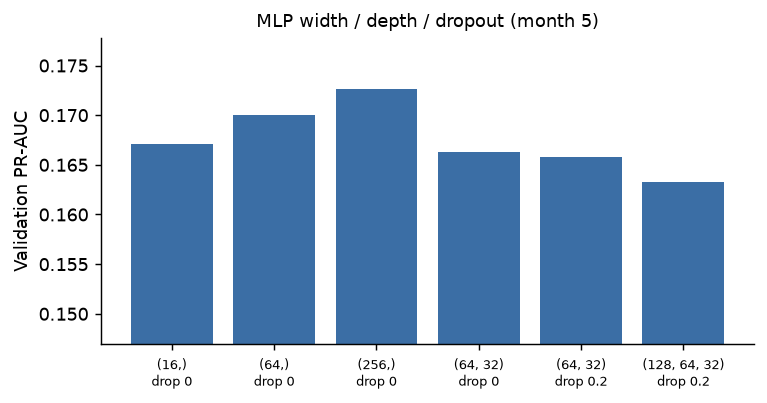 MLP width / depth / dropout (month 5)
Validation PR-AUC
0.175
0.170
0.165
0.160
0.155
0.150
(16,)
drop 0
(64,)
drop 0
(256,)
drop 0
(64, 32)
drop 0
(64, 32)
drop 0.2
(128, 64, 32)
drop 0.2